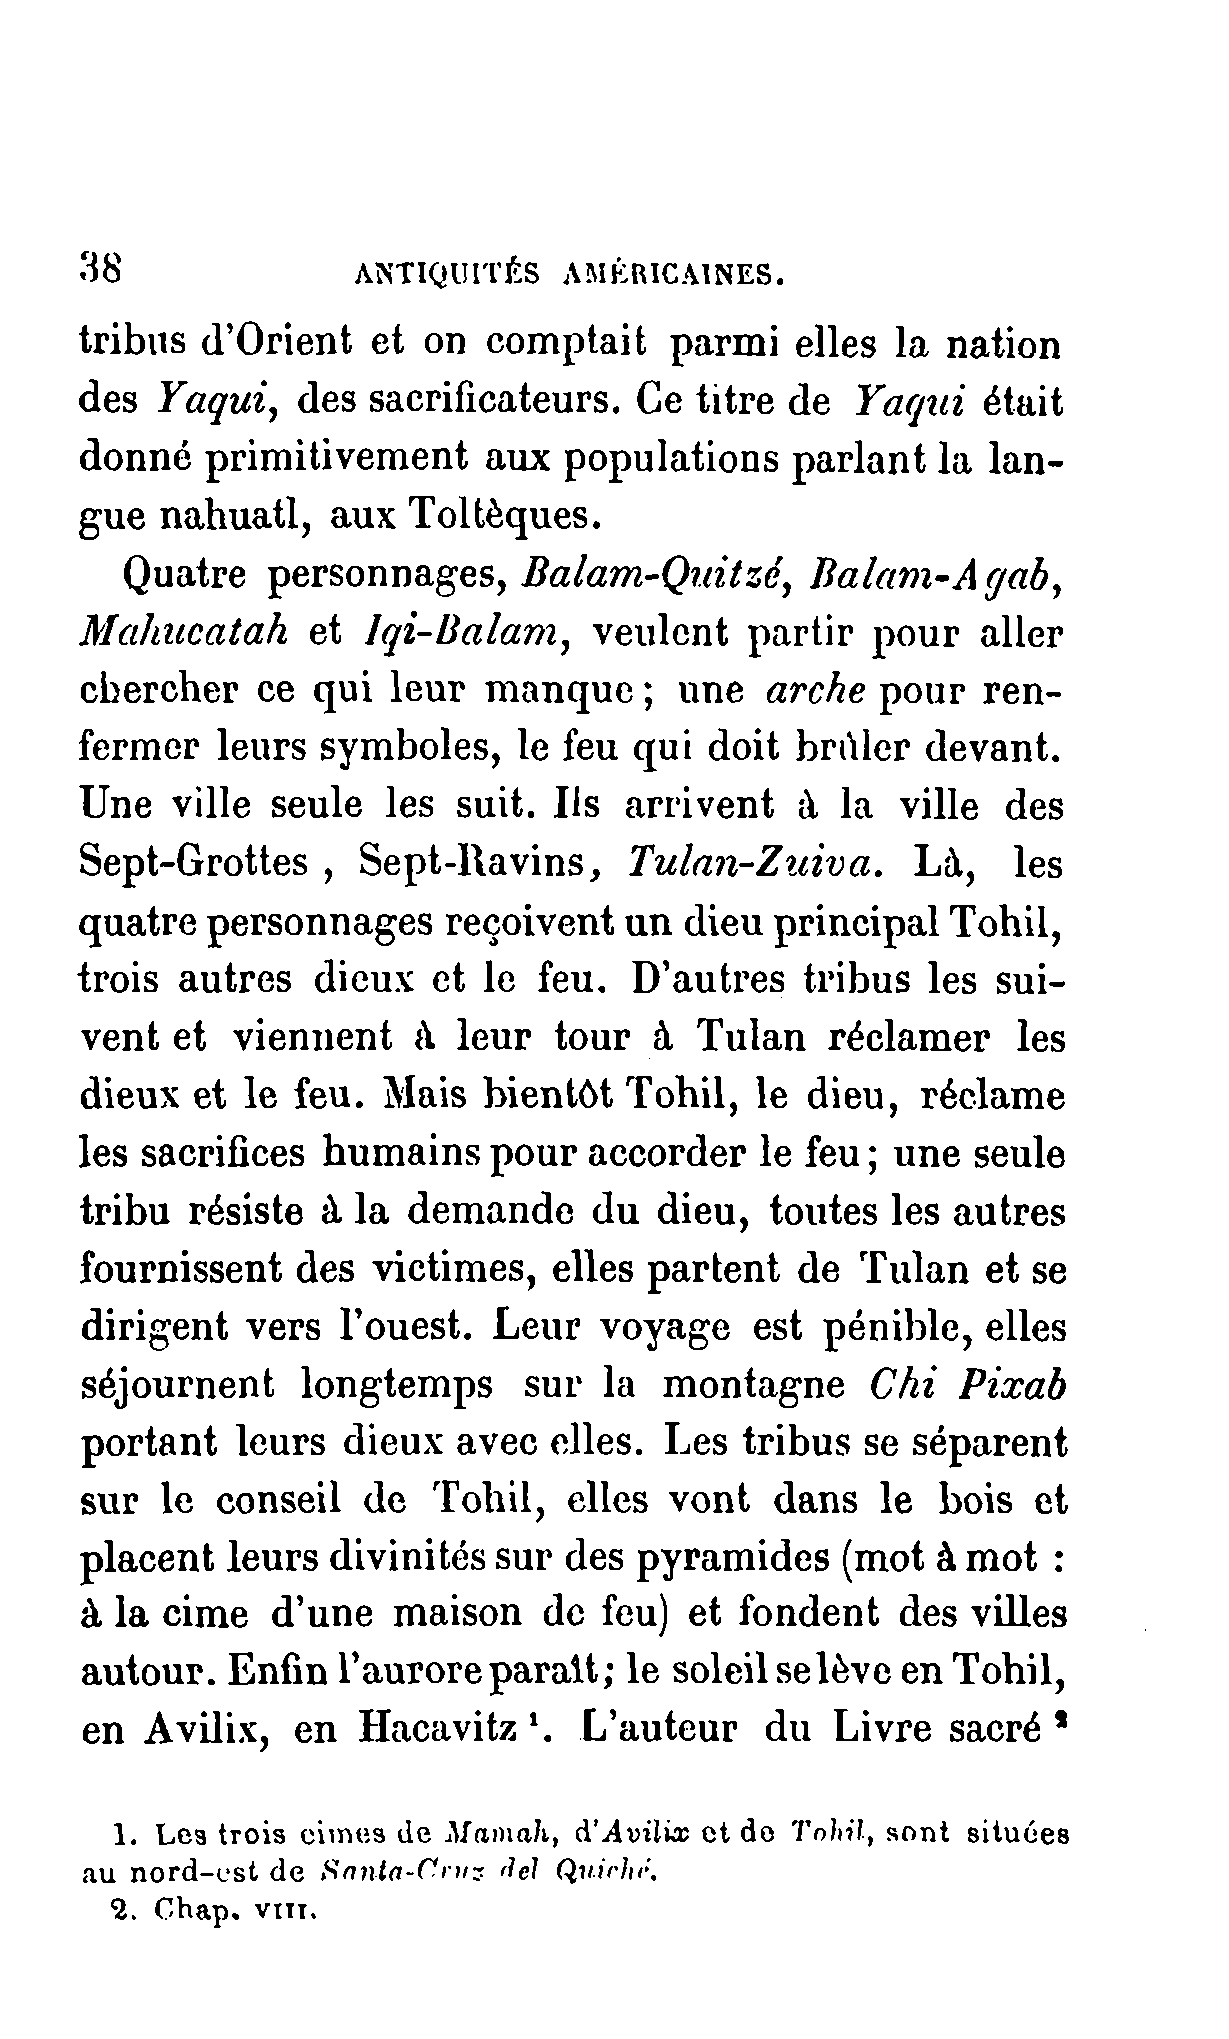 38 ANTIQUITÉS AMÉRICAINES.
tribus d'Orient et on comptait parmi elles la nation
des Yaqui, des sacrificateurs. Ce titre de Yaqui était
donné primitivement aux populations parlant la lan-
gue nahuatl, aux Toltèques.
Quatre personnages, Balam-Quitzé, Balam-Agab,
Mahucatah et Iqi-Balam, veulent partir pour aller
chercher ce qui leur manque ; une arche pour ren-
fermer leurs symboles, le feu qui doit brûler devant.
Une ville seule les suit. Ils arrivent à la ville des
Sept-Grottes , Sept-Ravins, Tulan-Zuiva. Là, les
quatre personnages reçoivent un dieu principal Tohil,
trois autres dieux et le feu. D'autres tribus les sui-
vent et viennent à leur tour à Tulan réclamer les
dieux et le feu. Mais bientôt Tohil, le dieu, réclame
les sacrifices humains pour accorder le feu ; une seule
tribu résiste à la demande du dieu, toutes les autres
fournissent des victimes, elles partent de Tulan et se
dirigent vers l'ouest. Leur voyage est pénible, elles
séjournent longtemps sur la montagne Chi Pixab
portant leurs dieux avec elles. Les tribus se séparent
sur le conseil de Tohil, elles vont dans le bois et
placent leurs divinités sur des pyramides (mot à mot :
à la cime d'une maison de feu) et fondent des villes
autour. Enfin l'aurore paraît; le soleil se lève en Tohil,
en Avilix, en Hacavitz ¹. L'auteur du Livre sacré ²
1. Les trois cimes de Mamah, d'Avilix et de Tohil, sont situées
au nord-est de Santa-Cruz del Quiché.
2. Chap. VIII.